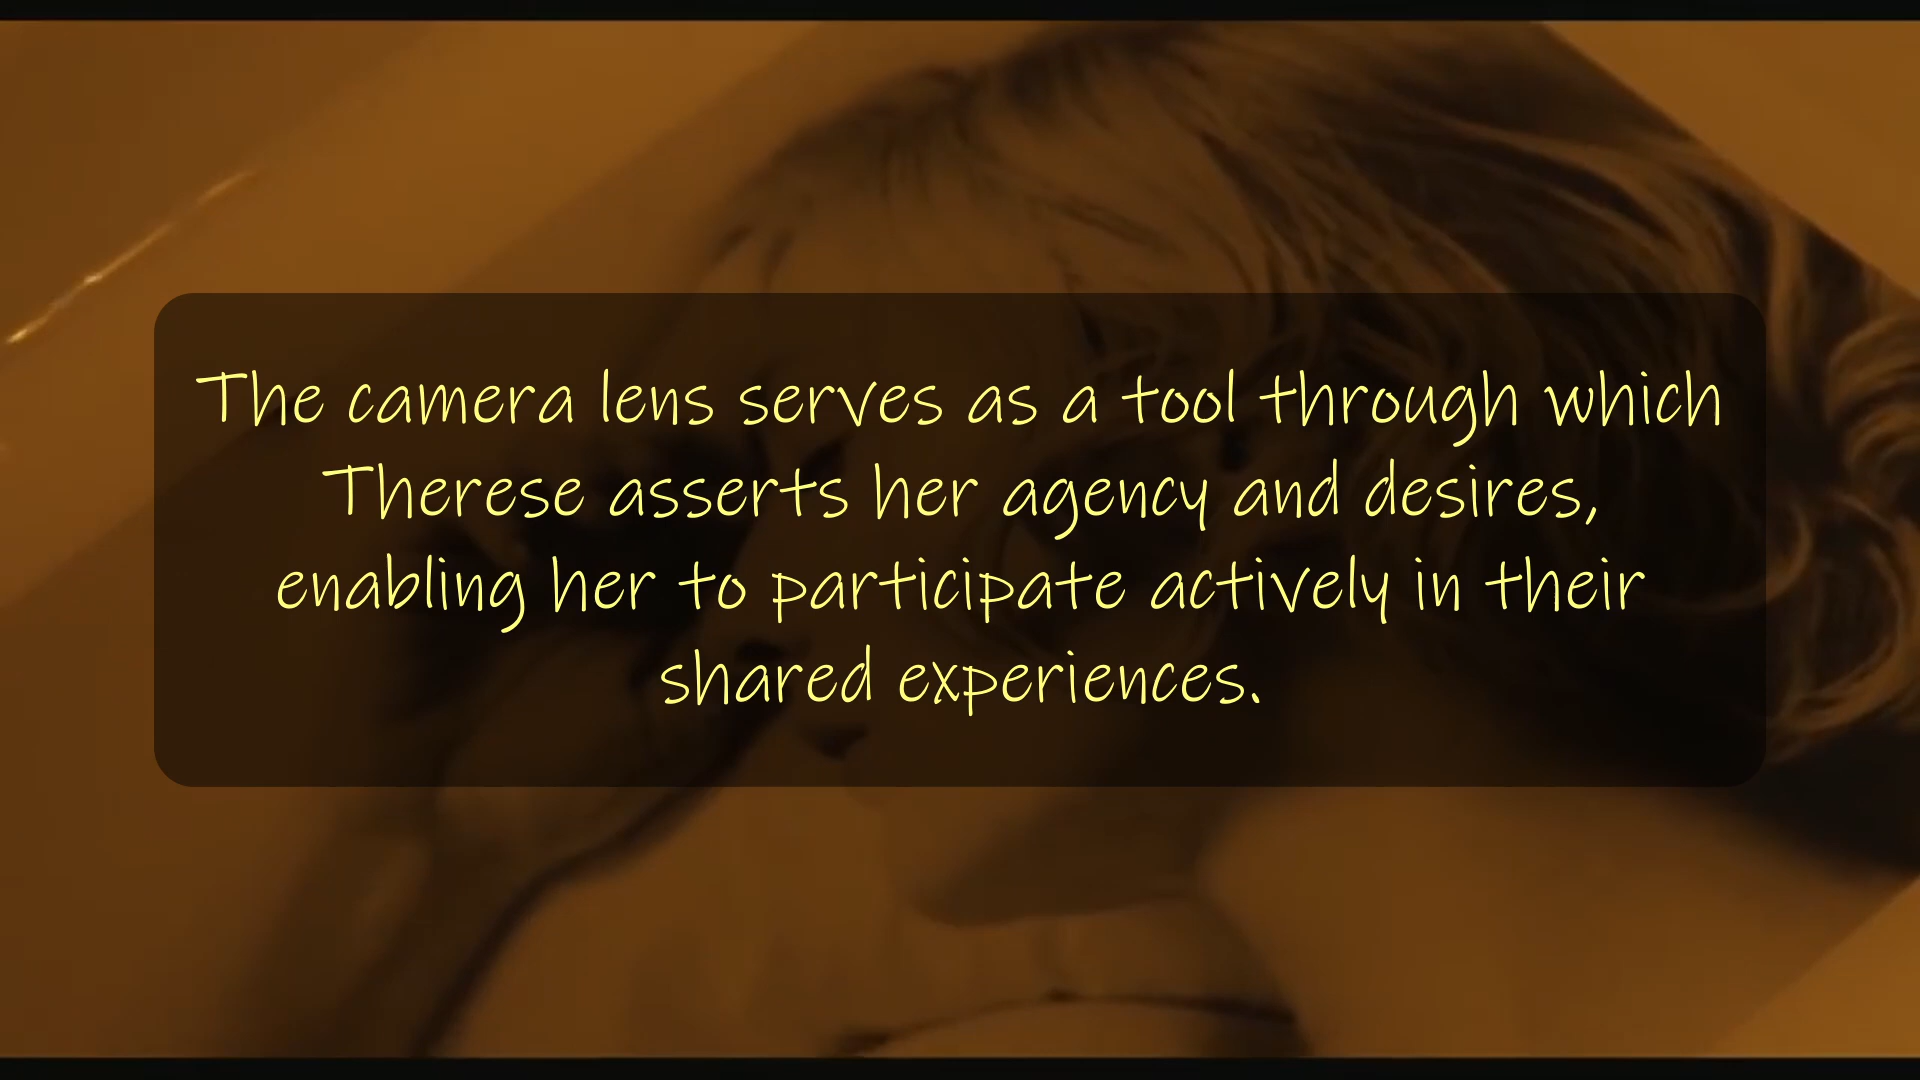 The camera lens serves as a tool through which
Therese asserts her agency and desires,
enabling her to participate actively in their
shared experiences.